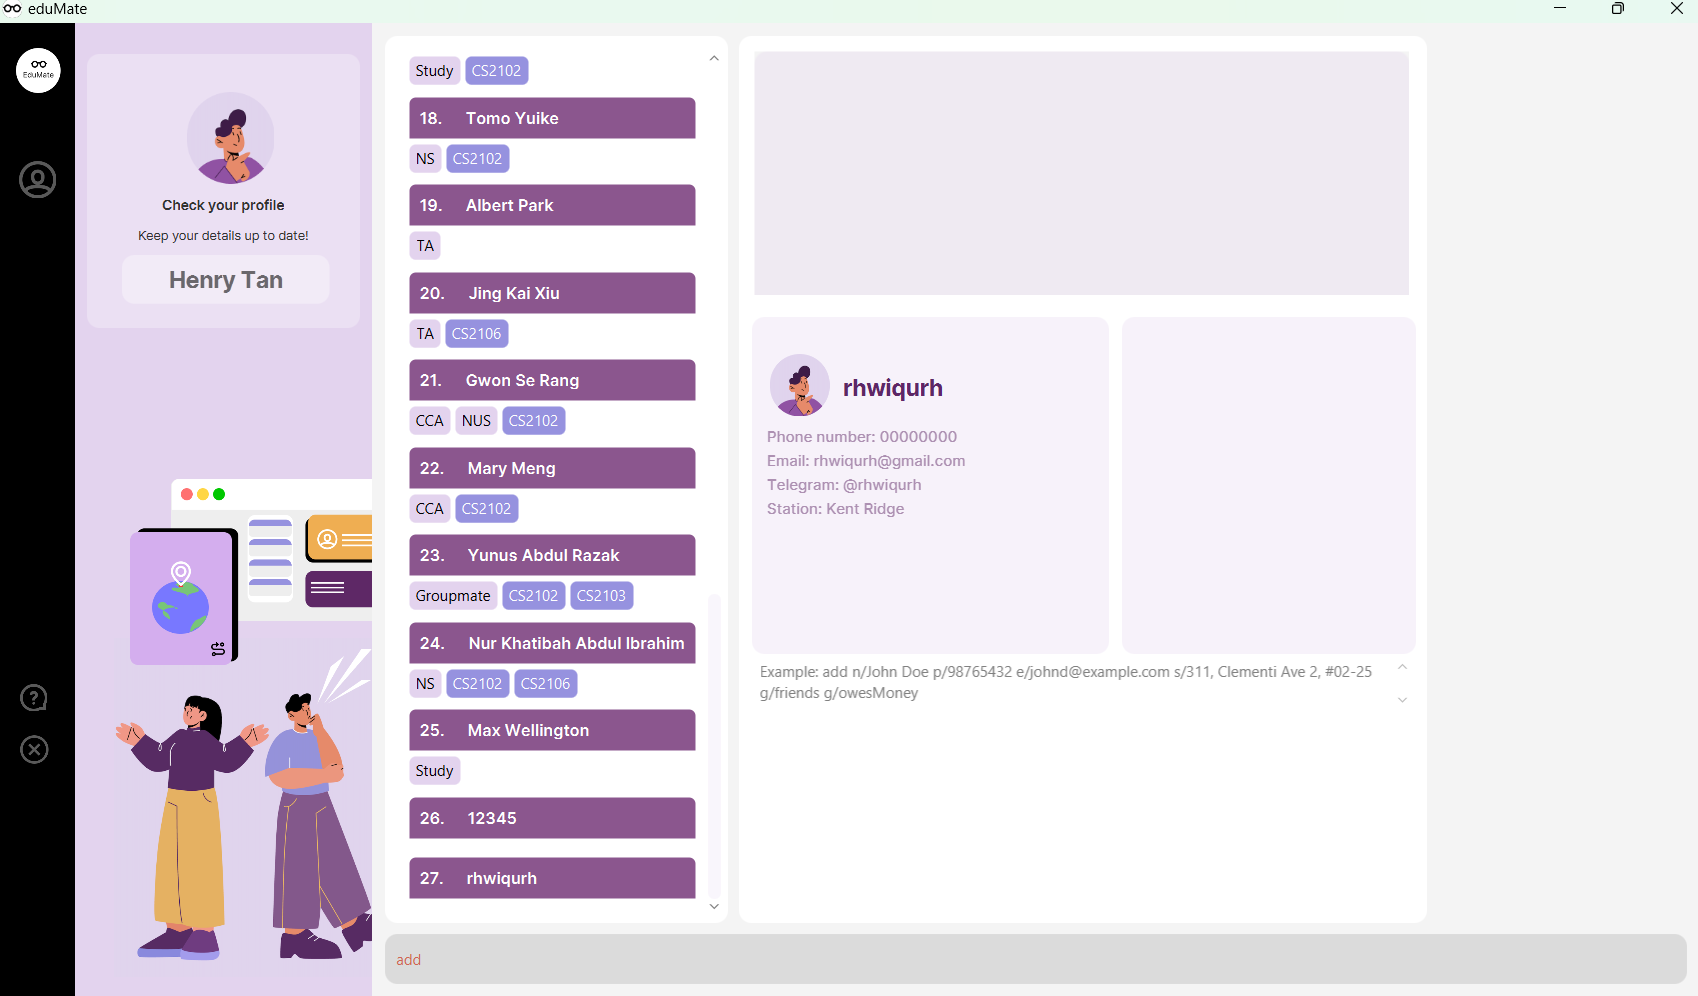 eduMate
EduMate
Check your profile
Keep your details up to date!
Henry Tan
Study CS2102
18. Tomo Yuike
NS CS2102
19. Albert Park
TA
20. Jing Kai Xiu
TA CS2106
21. Gwon Se Rang
CCA NUS CS2102
22. Mary Meng
CCA CS2102
23. Yunus Abdul Razak
Groupmate CS2102 CS2103
24. Nur Khatibah Abdul Ibrahim
NS CS2102 CS2106
25. Max Wellington
Study
26. 12345
27. rhwiqurh
rhwiqurh
Phone number: 00000000
Email: rhwiqurh@gmail.com
Telegram: @rhwiqurh
Station: Kent Ridge
Example: add n/John Doe p/98765432 e/johnd@example.com s/311, Clementi Ave 2, #02-25
g/friends g/owesMoney
add